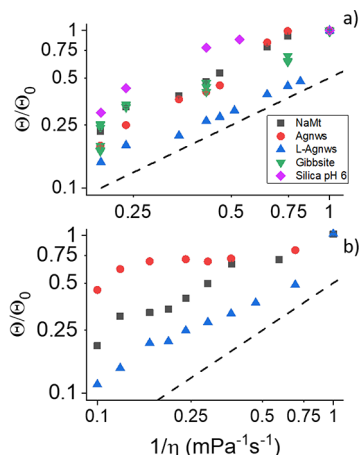 a)
1
0.75
0.5
0.25
0.1
Θ/Θ0
NaMt
Agnws
L-Agnws
Gibbsite
Silica pH 6
0.25 0.5 0.75 1
b)
1
0.75
0.5
0.25
0.1
Θ/Θ0
0.1 0.25 0.5 0.75 1
1/η (mPa⁻¹s⁻¹)